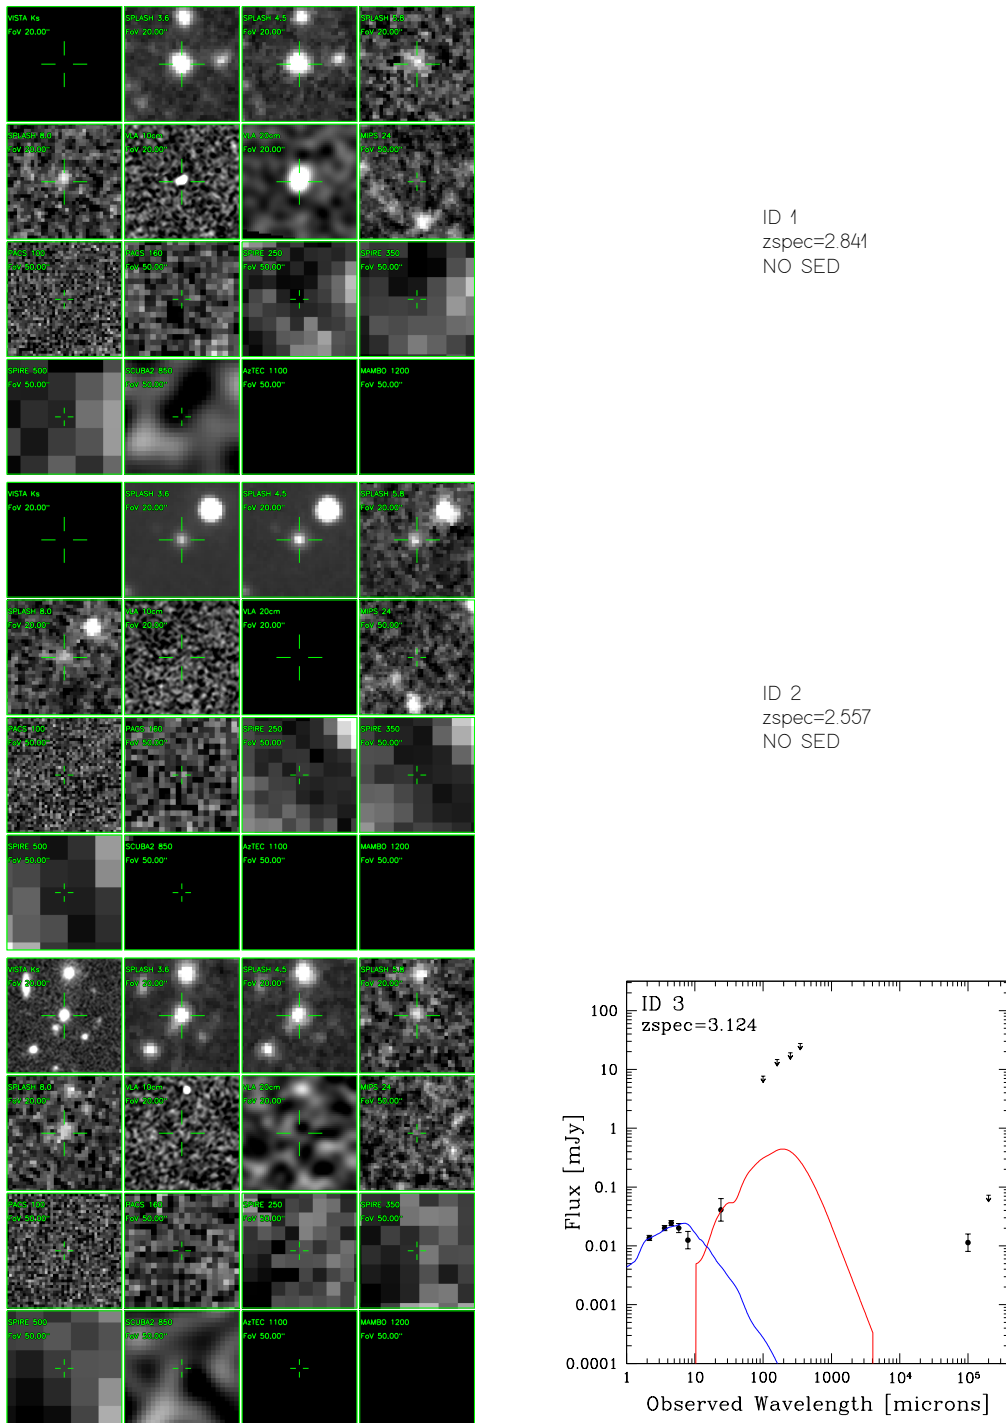 VISTA Ks
FoV 20.00"
SPLASH 3.6
FoV 20.00"
SPLASH 4.5
FoV 20.00"
SPLASH 5.8
FoV 20.00"
SPLASH 8.0
FoV 20.00"
VLA 10cm
FoV 20.00"
VLA 20cm
FoV 20.00"
MIPS 24
FoV 50.00"
PACS 100
FoV 50.00"
PACS 160
FoV 50.00"
SPIRE 250
FoV 50.00"
SPIRE 350
FoV 50.00"
SPIRE 500
FoV 50.00"
SCUBA2 850
FoV 50.00"
AzTEC 1100
FoV 50.00"
MAMBO 1200
FoV 50.00"
ID 1
zspec=2.841
NO SED
VISTA Ks
FoV 20.00"
SPLASH 3.6
FoV 20.00"
SPLASH 4.5
FoV 20.00"
SPLASH 5.8
FoV 20.00"
SPLASH 8.0
FoV 20.00"
VLA 10cm
FoV 20.00"
VLA 20cm
FoV 20.00"
MIPS 24
FoV 50.00"
PACS 100
FoV 50.00"
PACS 160
FoV 50.00"
SPIRE 250
FoV 50.00"
SPIRE 350
FoV 50.00"
SPIRE 500
FoV 50.00"
SCUBA2 850
FoV 50.00"
AzTEC 1100
FoV 50.00"
MAMBO 1200
FoV 50.00"
ID 2
zspec=2.557
NO SED
VISTA Ks
FoV 20.00
SPLASH 3.6
FoV 20.00"
SPLASH 4.5
FoV 20.00"
SPLASH 5.8
FoV 20.00"
SPLASH 8.0
FoV 20.00"
VLA 10cm
FoV 20.00"
VLA 20cm
FoV 20.00"
MIPS 24
FoV 50.00"
PACS 100
FoV 50.00"
PACS 160
FoV 50.00"
SPIRE 250
FoV 50.00"
SPIRE 350
FoV 50.00"
SPIRE 500
FoV 50.00"
SCUBA2 850
FoV 50.00"
AzTEC 1100
FoV 50.00"
MAMBO 1200
FoV 50.00"
ID 3
zspec=3.124
100
10
1
0.1
0.01
0.001
0.0001
Flux [mJy]
1 10 100 1000 10⁴ 10⁵
Observed Wavelength [microns]